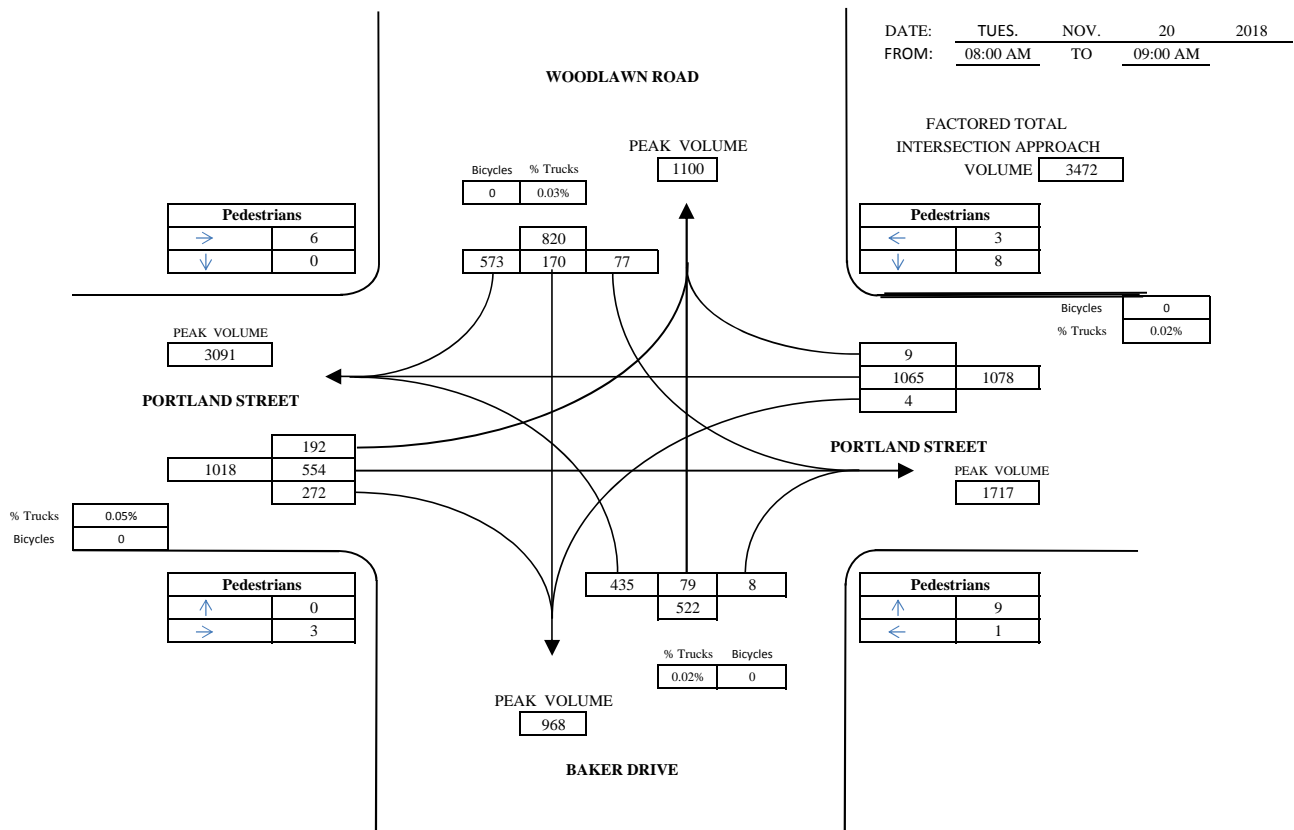 DATE: TUES. NOV. 20 2018
FROM: 08:00 AM TO 09:00 AM
WOODLAWN ROAD
FACTORED TOTAL
INTERSECTION APPROACH
VOLUME 3472
PEAK VOLUME
1100
Bicycles % Trucks
0 0.03%
Pedestrians
→ 6
↓ 0
820
573 170 77
Pedestrians
← 3
↓ 8
Bicycles 0
% Trucks 0.02%
PEAK VOLUME
3091
9
1065 1078
4
PORTLAND STREET
192
1018 554
272
PORTLAND STREET
PEAK VOLUME
1717
% Trucks 0.05%
Bicycles 0
Pedestrians
↑ 0
→ 3
435 79 8
522
Pedestrians
↑ 9
← 1
% Trucks Bicycles
0.02% 0
PEAK VOLUME
968
BAKER DRIVE